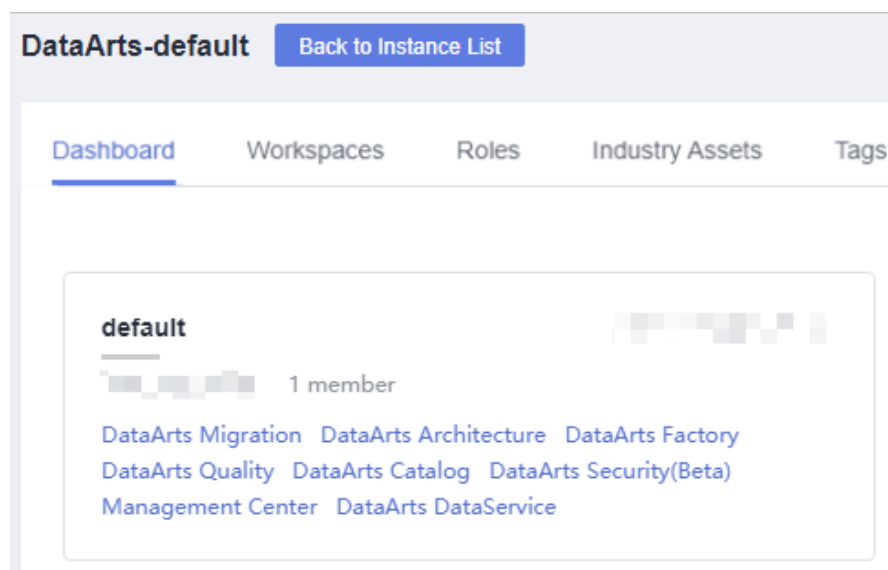 DataArts-default Back to Instance List
Dashboard Workspaces Roles Industry Assets Tags
default
1 member
DataArts Migration DataArts Architecture DataArts Factory
DataArts Quality DataArts Catalog DataArts Security(Beta)
Management Center DataArts DataService